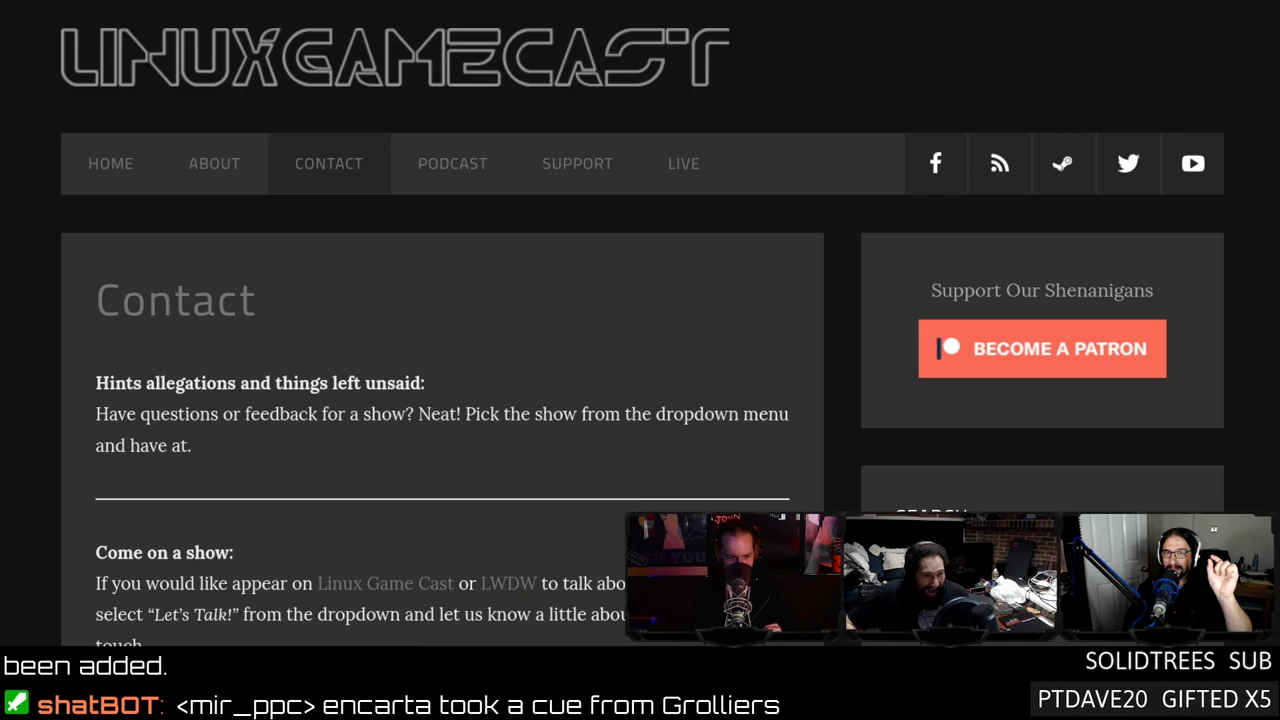 LINUXGAMECAST
HOME ABOUT CONTACT PODCAST SUPPORT LIVE
Contact
Hints allegations and things left unsaid:
Have questions or feedback for a show? Neat! Pick the show from the dropdown menu
and have at.
Come on a show:
If you would like appear on Linux Game Cast or LWDW to talk abo
select “Let’s Talk!” from the dropdown and let us know a little abou
touch.
Support Our Shenanigans
BECOME A PATRON
SEARCH
been added.
shatBOT: <mir_ppc> encarta took a cue from Grolliers
SOLIDTREES SUB
PTDAVE20 GIFTED X5